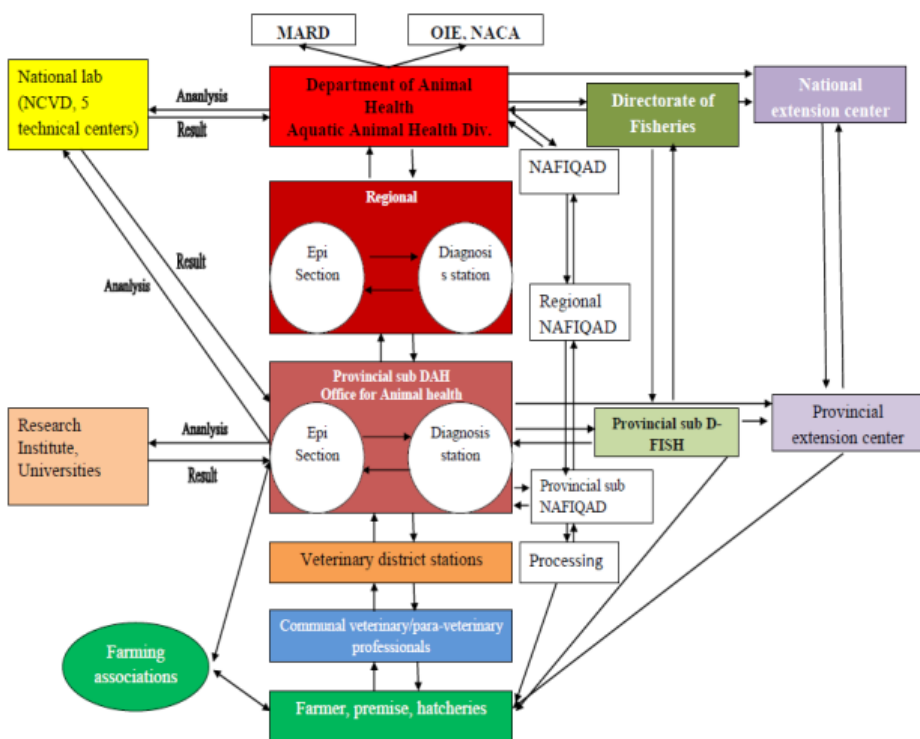 MARD
OIE, NACA
National lab
(NCVD, 5
technical centers)
Ananlysis
Result
Department of Animal
Health
Aquatic Animal Health Div.
Directorate of
Fisheries
National
extension center
NAFIQAD
Regional
Epi
Section
Diagnosi
s station
Result
Ananlysis
Regional
NAFIQAD
Provincial sub DAH
Office for Animal health
Epi
Section
Diagnosis
station
Research
Institute,
Universities
Ananlysis
Result
Provincial sub D-
FISH
Provincial
extension center
Provincial sub
NAFIQAD
Veterinary district stations
Processing
Communal veterinary/para-veterinary
professionals
Farming
associations
Farmer, premise, hatcheries